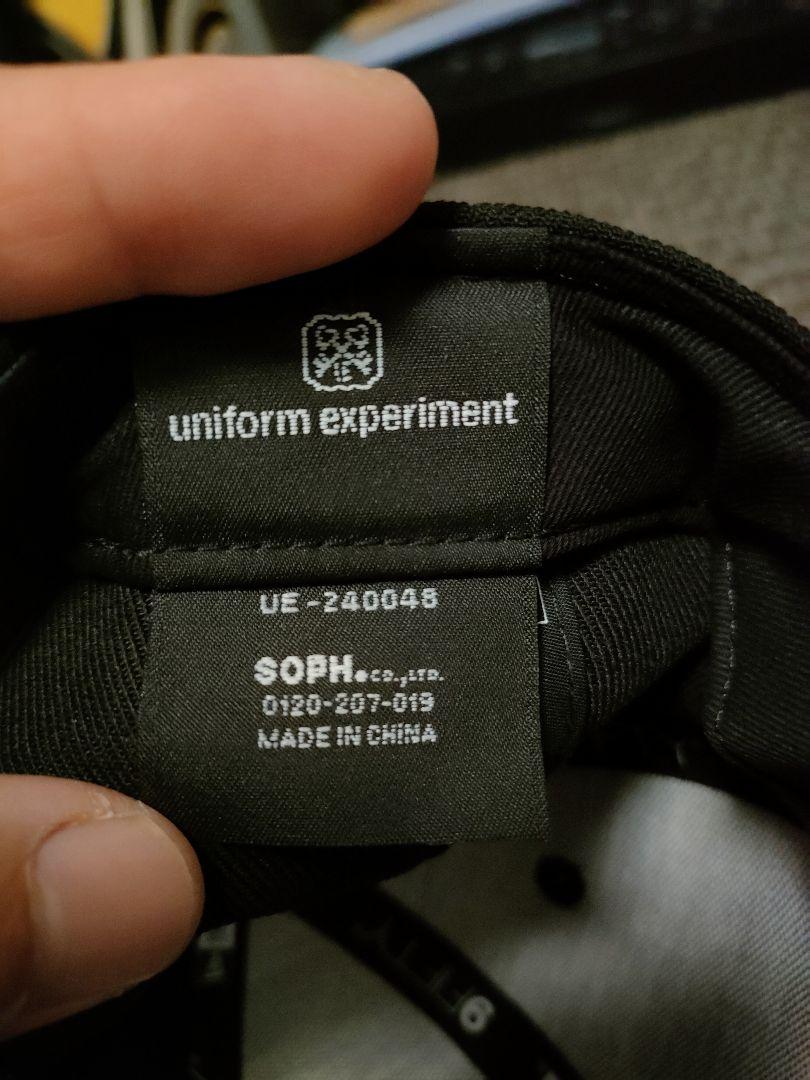 uniform experiment
UE-240048
SOPH.CO.,LTD.
0120-207-019
MADE IN CHINA